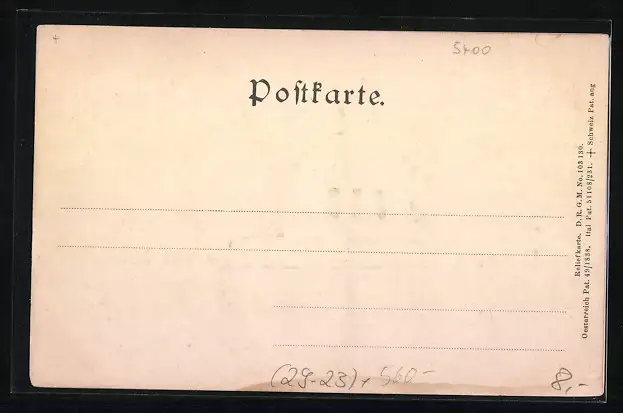 5400
Poſtkarte.
Reliefkarte. D. R. G. M. No. 103 130.
Oesterreich Pat. 49/1838. Ital Pat. 51108/231. + Schweiz Pat. ang
(29-23) + 560-
8,-